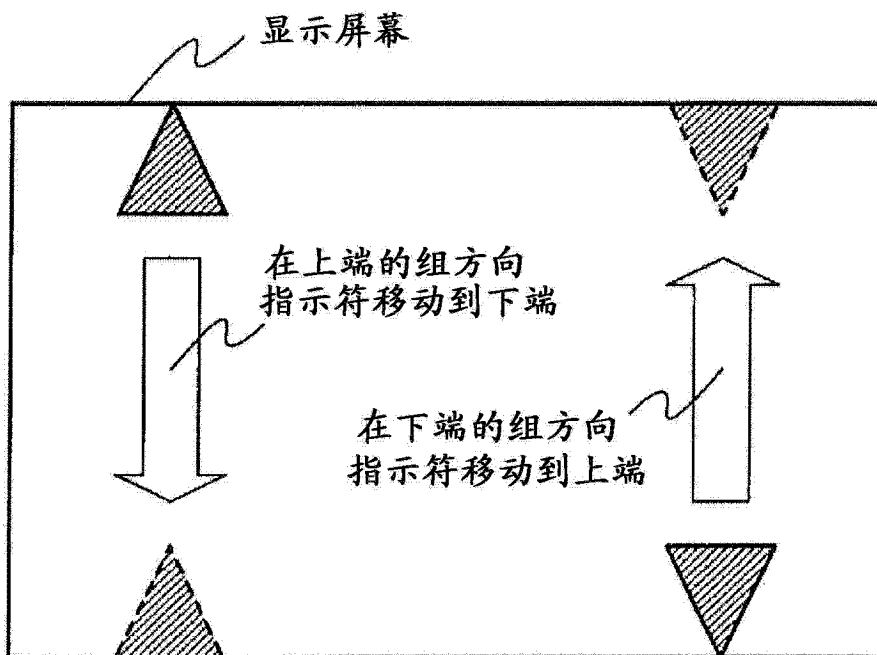 显示屏幕
在上端的组方向
指示符移动到下端
在下端的组方向
指示符移动到上端